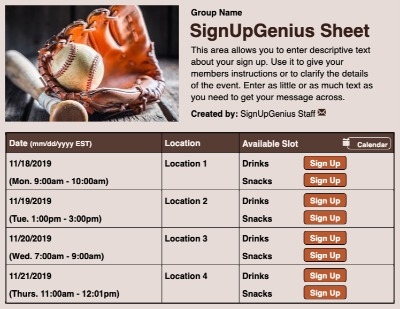 Group Name
SignUpGenius Sheet
This area allows you to enter descriptive text
about your sign up. Use it to give your
members instructions or to clarify the details
of the event. Enter as little or as much text as
you need to get your message across.
Created by: SignUpGenius Staff
Date (mm/dd/yyyy EST) Location Available Slot Calendar
11/18/2019 Location 1 Drinks Sign Up
(Mon. 9:00am - 10:00am) Snacks Sign Up
11/19/2019 Location 2 Drinks Sign Up
(Tue. 1:00pm - 3:00pm) Snacks Sign Up
11/20/2019 Location 3 Drinks Sign Up
(Wed. 7:00am - 9:00am) Snacks Sign Up
11/21/2019 Location 4 Drinks Sign Up
(Thurs. 11:00am - 12:01pm) Snacks Sign Up